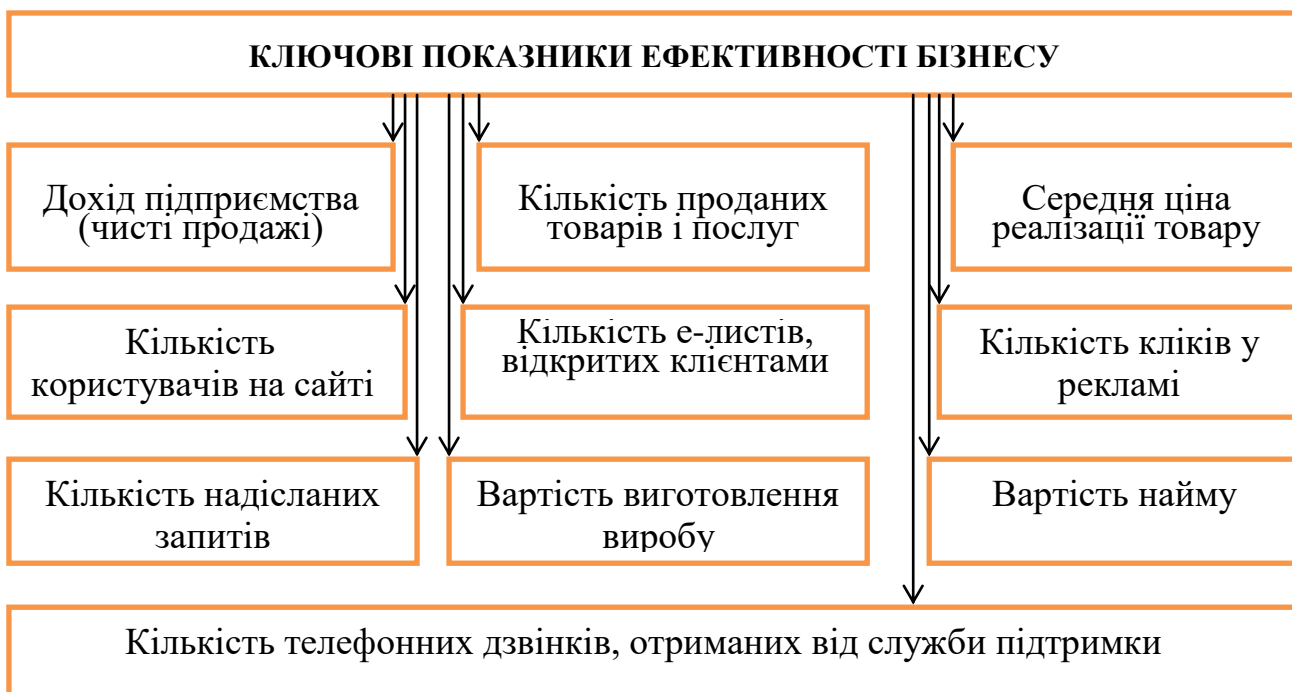 КЛЮЧОВІ ПОКАЗНИКИ ЕФЕКТИВНОСТІ БІЗНЕСУ
Дохід підприємства
(чисті продажі)
Кількість проданих
товарів і послуг
Середня ціна
реалізації товару
Кількість
користувачів на сайті
Кількість е-листів,
відкритих клієнтами
Кількість кліків у
рекламі
Кількість надісланих
запитів
Вартість виготовлення
виробу
Вартість найму
Кількість телефонних дзвінків, отриманих від служби підтримки